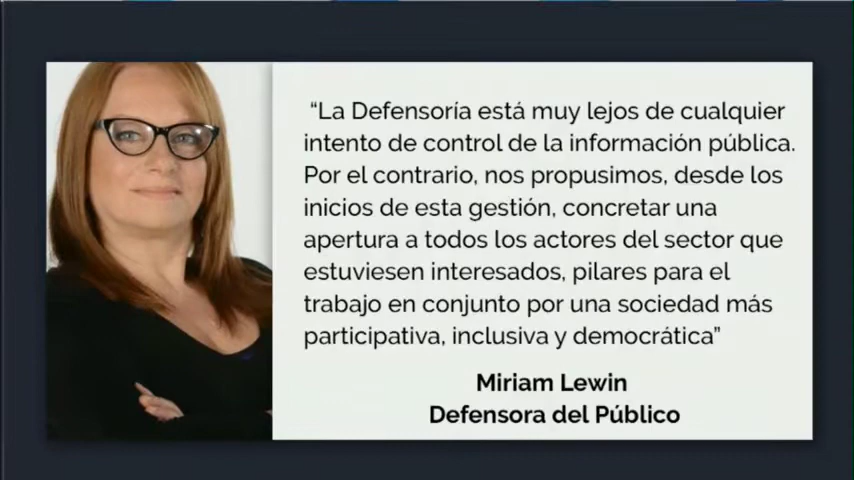 “La Defensoría está muy lejos de cualquier
intento de control de la información pública.
Por el contrario, nos propusimos, desde los
inicios de esta gestión, concretar una
apertura a todos los actores del sector que
estuviesen interesados, pilares para el
trabajo en conjunto por una sociedad más
participativa, inclusiva y democrática”
Miriam Lewin
Defensora del Público